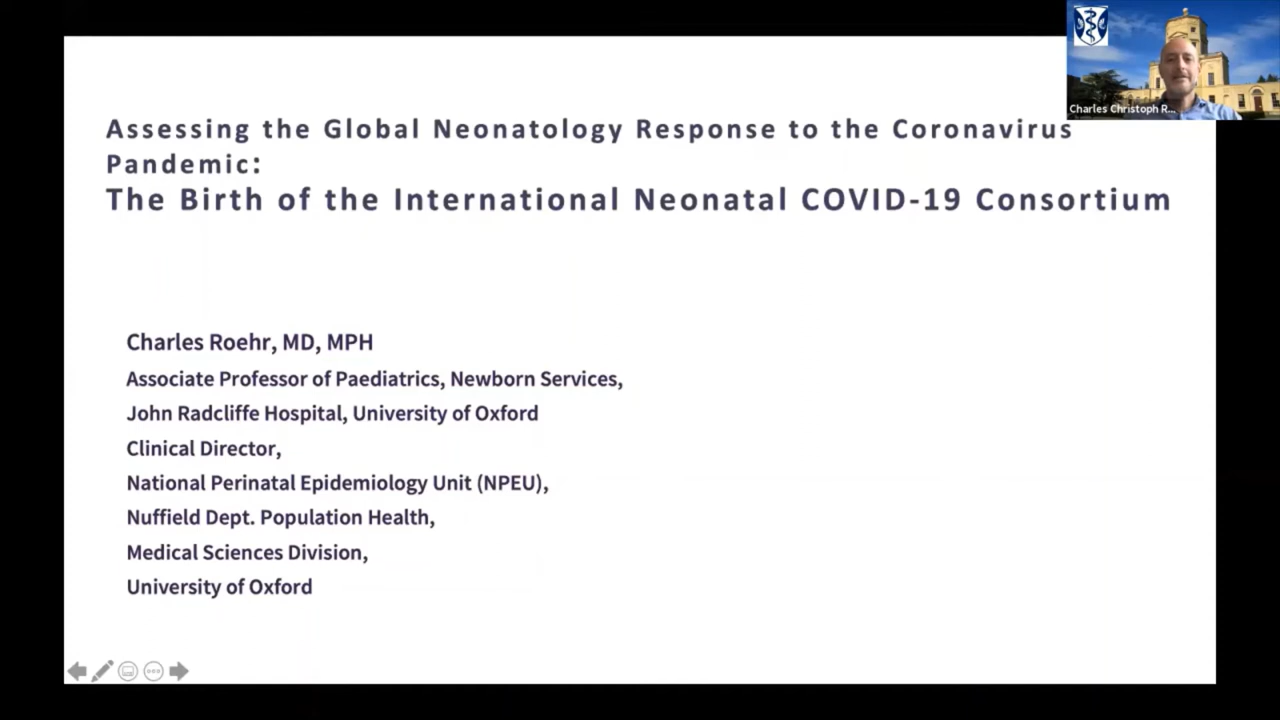 Charles Christoph R...
Assessing the Global Neonatology Response to the Coronavirus
Pandemic:
The Birth of the International Neonatal COVID-19 Consortium
Charles Roehr, MD, MPH
Associate Professor of Paediatrics, Newborn Services,
John Radcliffe Hospital, University of Oxford
Clinical Director,
National Perinatal Epidemiology Unit (NPEU),
Nuffield Dept. Population Health,
Medical Sciences Division,
University of Oxford